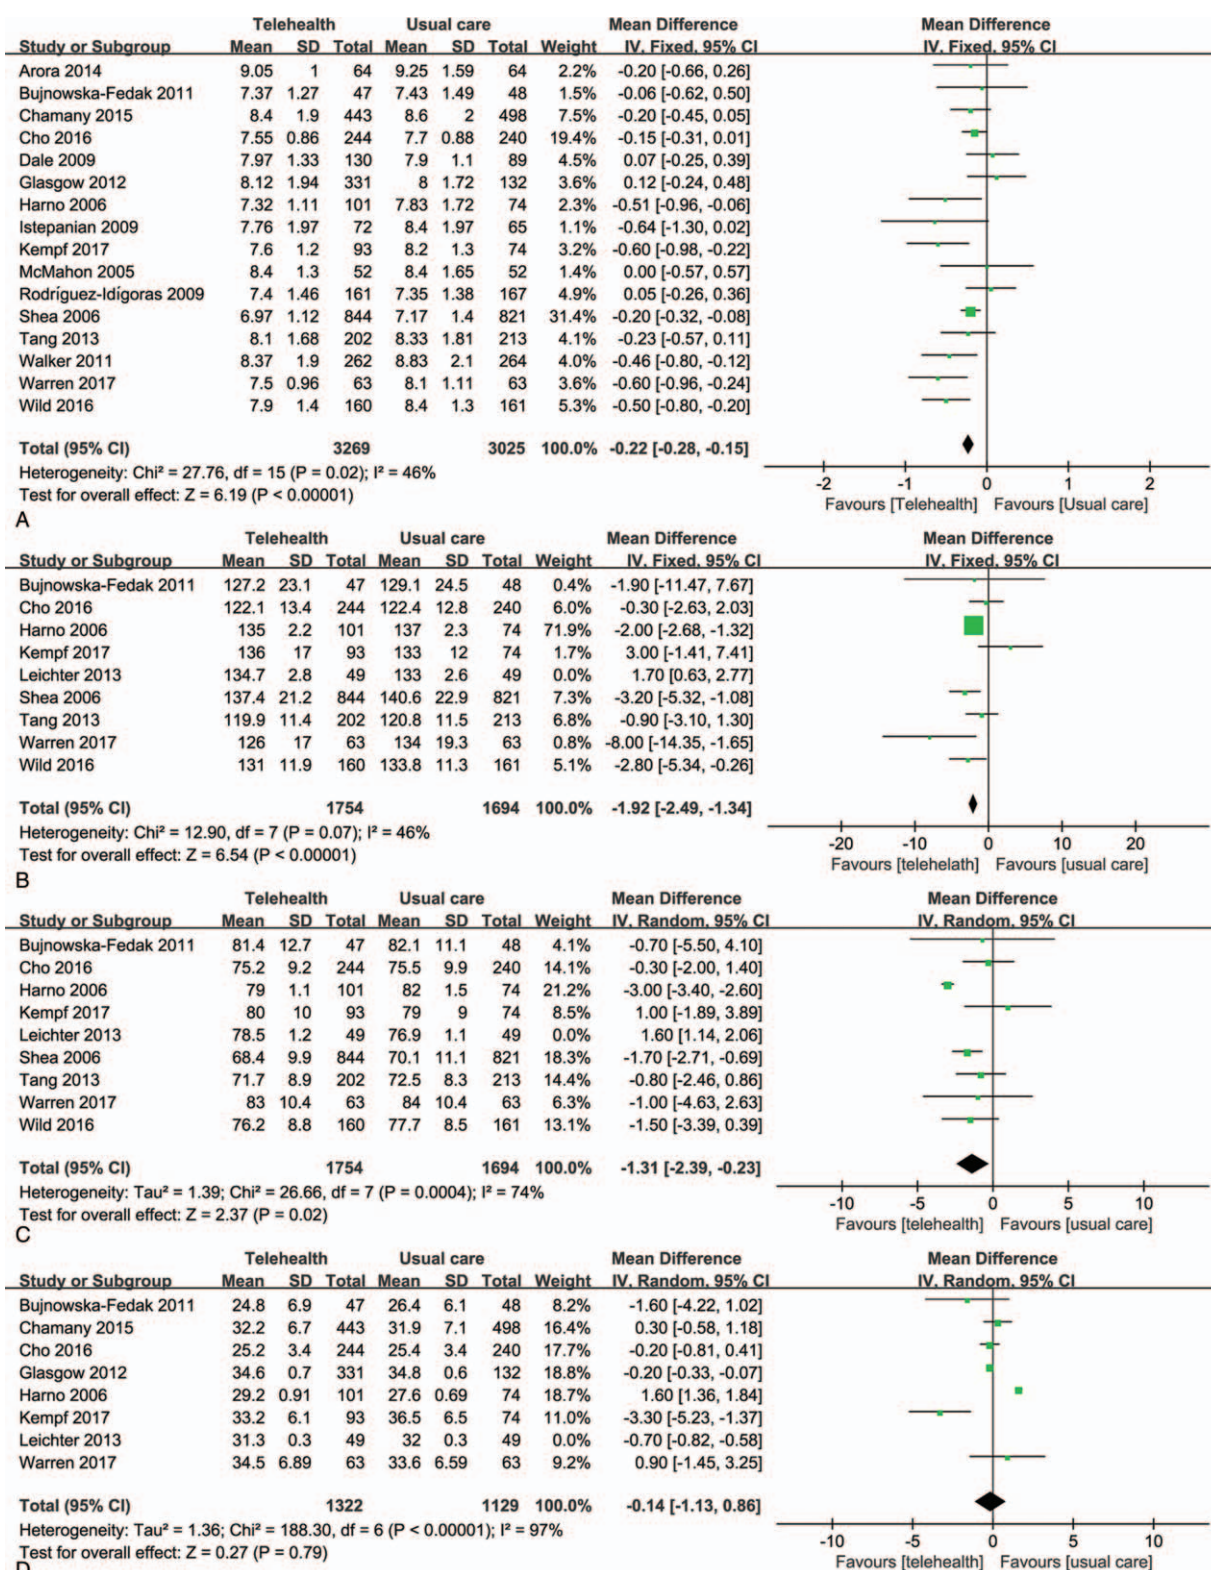 Telehealth Usual care Mean Difference Mean Difference
Study or Subgroup Mean SD Total Mean SD Total Weight IV, Fixed, 95% CI IV, Fixed, 95% CI
Arora 2014 9.05 1 64 9.25 1.59 64 2.2% -0.20 [-0.66, 0.26]
Bujnowska-Fedak 2011 7.37 1.27 47 7.43 1.49 48 1.5% -0.06 [-0.62, 0.50]
Chamany 2015 8.4 1.9 443 8.6 2 498 7.5% -0.20 [-0.45, 0.05]
Cho 2016 7.55 0.86 244 7.7 0.88 240 19.4% -0.15 [-0.31, 0.01]
Dale 2009 7.97 1.33 130 7.9 1.1 89 4.5% 0.07 [-0.25, 0.39]
Glasgow 2012 8.12 1.94 331 8 1.72 132 3.6% 0.12 [-0.24, 0.48]
Harno 2006 7.32 1.11 101 7.83 1.72 74 2.3% -0.51 [-0.96, -0.06]
Istepanian 2009 7.76 1.97 72 8.4 1.97 65 1.1% -0.64 [-1.30, 0.02]
Kempf 2017 7.6 1.2 93 8.2 1.3 74 3.2% -0.60 [-0.98, -0.22]
McMahon 2005 8.4 1.3 52 8.4 1.65 52 1.4% 0.00 [-0.57, 0.57]
Rodríguez-Idígoras 2009 7.4 1.46 161 7.35 1.38 167 4.9% 0.05 [-0.26, 0.36]
Shea 2006 6.97 1.12 844 7.17 1.4 821 31.4% -0.20 [-0.32, -0.08]
Tang 2013 8.1 1.68 202 8.33 1.81 213 4.1% -0.23 [-0.57, 0.11]
Walker 2011 8.37 1.9 262 8.83 2.1 264 4.0% -0.46 [-0.80, -0.12]
Warren 2017 7.5 0.96 63 8.1 1.11 63 3.6% -0.60 [-0.96, -0.24]
Wild 2016 7.9 1.4 160 8.4 1.3 161 5.3% -0.50 [-0.80, -0.20]
Total (95% CI) 3269 3025 100.0% -0.22 [-0.28, -0.15]
Heterogeneity: Chi² = 27.76, df = 15 (P = 0.02); I² = 46%
Test for overall effect: Z = 6.19 (P < 0.00001)
-2 -1 0 1 2
Favours [Telehealth] Favours [Usual care]
A
Telehealth Usual care Mean Difference Mean Difference
Study or Subgroup Mean SD Total Mean SD Total Weight IV, Fixed, 95% CI IV, Fixed, 95% CI
Bujnowska-Fedak 2011 127.2 23.1 47 129.1 24.5 48 0.4% -1.90 [-11.47, 7.67]
Cho 2016 122.1 13.4 244 122.4 12.8 240 6.0% -0.30 [-2.63, 2.03]
Harno 2006 135 2.2 101 137 2.3 74 71.9% -2.00 [-2.68, -1.32]
Kempf 2017 136 17 93 133 12 74 1.7% 3.00 [-1.41, 7.41]
Leichter 2013 134.7 2.8 49 133 2.6 49 0.0% 1.70 [0.63, 2.77]
Shea 2006 137.4 21.2 844 140.6 22.9 821 7.3% -3.20 [-5.32, -1.08]
Tang 2013 119.9 11.4 202 120.8 11.5 213 6.8% -0.90 [-3.10, 1.30]
Warren 2017 126 17 63 134 19.3 63 0.8% -8.00 [-14.35, -1.65]
Wild 2016 131 11.9 160 133.8 11.3 161 5.1% -2.80 [-5.34, -0.26]
Total (95% CI) 1754 1694 100.0% -1.92 [-2.49, -1.34]
Heterogeneity: Chi² = 12.90, df = 7 (P = 0.07); I² = 46%
Test for overall effect: Z = 6.54 (P < 0.00001)
-20 -10 0 10 20
Favours [telehelath] Favours [usual care]
B
Telehealth Usual care Mean Difference Mean Difference
Study or Subgroup Mean SD Total Mean SD Total Weight IV, Random, 95% CI IV, Random, 95% CI
Bujnowska-Fedak 2011 81.4 12.7 47 82.1 11.1 48 4.1% -0.70 [-5.50, 4.10]
Cho 2016 75.2 9.2 244 75.5 9.9 240 14.1% -0.30 [-2.00, 1.40]
Harno 2006 79 1.1 101 82 1.5 74 21.2% -3.00 [-3.40, -2.60]
Kempf 2017 80 10 93 79 9 74 8.5% 1.00 [-1.89, 3.89]
Leichter 2013 78.5 1.2 49 76.9 1.1 49 0.0% 1.60 [1.14, 2.06]
Shea 2006 68.4 9.9 844 70.1 11.1 821 18.3% -1.70 [-2.71, -0.69]
Tang 2013 71.7 8.9 202 72.5 8.3 213 14.4% -0.80 [-2.46, 0.86]
Warren 2017 83 10.4 63 84 10.4 63 6.3% -1.00 [-4.63, 2.63]
Wild 2016 76.2 8.8 160 77.7 8.5 161 13.1% -1.50 [-3.39, 0.39]
Total (95% CI) 1754 1694 100.0% -1.31 [-2.39, -0.23]
Heterogeneity: Tau² = 1.39; Chi² = 26.66, df = 7 (P = 0.0004); I² = 74%
Test for overall effect: Z = 2.37 (P = 0.02)
-10 -5 0 5 10
Favours [telehealth] Favours [usual care]
C
Telehealth Usual care Mean Difference Mean Difference
Study or Subgroup Mean SD Total Mean SD Total Weight IV, Random, 95% CI IV, Random, 95% CI
Bujnowska-Fedak 2011 24.8 6.9 47 26.4 6.1 48 8.2% -1.60 [-4.22, 1.02]
Chamany 2015 32.2 6.7 443 31.9 7.1 498 16.4% 0.30 [-0.58, 1.18]
Cho 2016 25.2 3.4 244 25.4 3.4 240 17.7% -0.20 [-0.81, 0.41]
Glasgow 2012 34.6 0.7 331 34.8 0.6 132 18.8% -0.20 [-0.33, -0.07]
Harno 2006 29.2 0.91 101 27.6 0.69 74 18.7% 1.60 [1.36, 1.84]
Kempf 2017 33.2 6.1 93 36.5 6.5 74 11.0% -3.30 [-5.23, -1.37]
Leichter 2013 31.3 0.3 49 32 0.3 49 0.0% -0.70 [-0.82, -0.58]
Warren 2017 34.5 6.89 63 33.6 6.59 63 9.2% 0.90 [-1.45, 3.25]
Total (95% CI) 1322 1129 100.0% -0.14 [-1.13, 0.86]
Heterogeneity: Tau² = 1.36; Chi² = 188.30, df = 6 (P < 0.00001); I² = 97%
Test for overall effect: Z = 0.27 (P = 0.79)
-10 -5 0 5 10
Favours [telehealth] Favours [usual care]
D